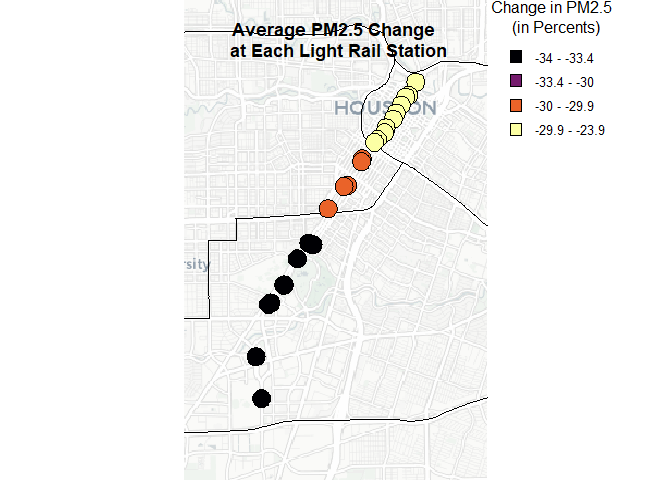 Average PM2.5 Change
at Each Light Rail Station
Change in PM2.5
(in Percents)
-34 - -33.4
-33.4 - -30
-30 - -29.9
-29.9 - -23.9
HOUSTON
rsity